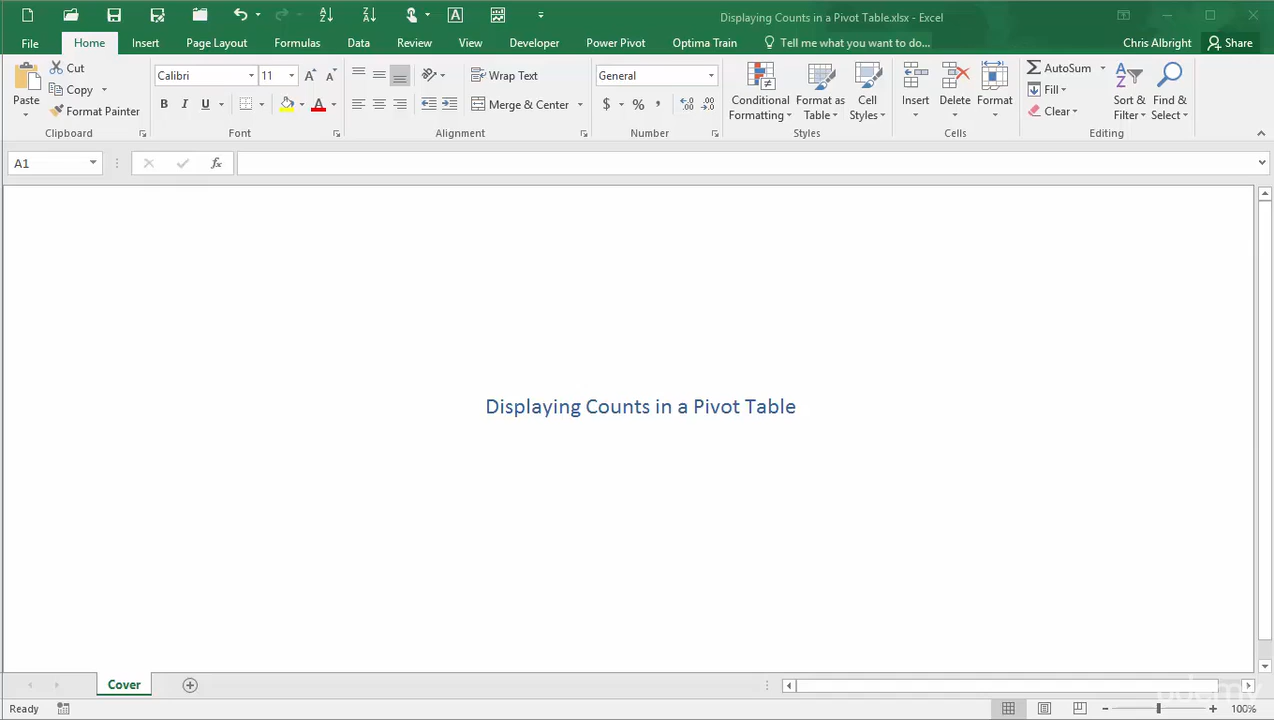 Displaying Counts in a Pivot Table.xlsx - Excel
File Home Insert Page Layout Formulas Data Review View Developer Power Pivot Optima Train Tell me what you want to do... Chris Albright Share
Paste
Cut
Copy
Format Painter
Clipboard
Calibri 11
B I U A
Font
Wrap Text
Merge & Center
Alignment
General
$ % ,
Number
Conditional Formatting
Format as Table
Cell Styles
Styles
Insert Delete Format
Cells
AutoSum
Fill
Clear
Sort & Filter
Find & Select
Editing
A1 fx
Displaying Counts in a Pivot Table
Cover
udemy
Ready 100%